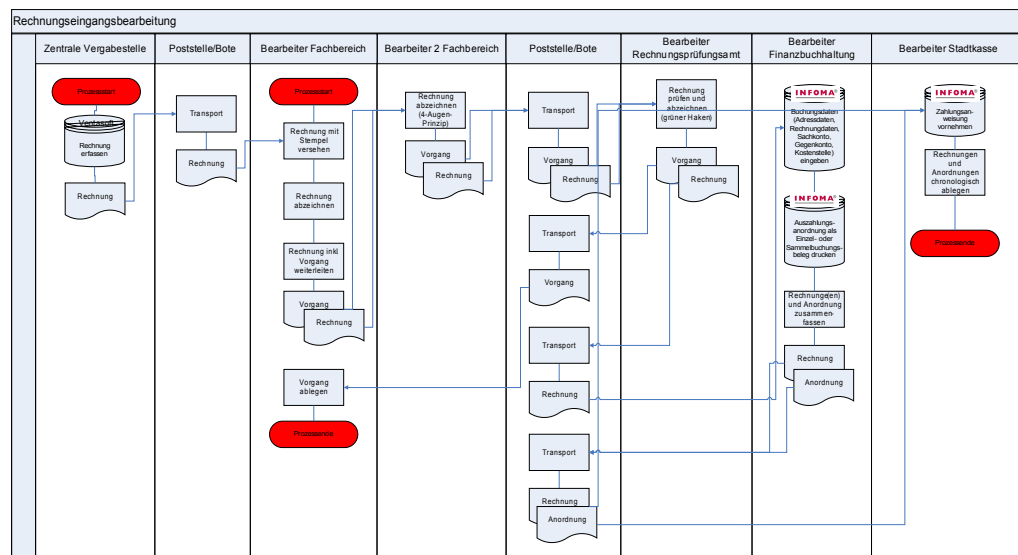 Rechnungseingangsbearbeitung
Zentrale Vergabestelle
Poststelle/Bote
Bearbeiter Fachbereich
Bearbeiter 2 Fachbereich
Poststelle/Bote
Bearbeiter
Rechnungsprüfungsamt
Bearbeiter
Finanzbuchhaltung
Bearbeiter Stadtkasse
Prozessstart
Ventasoft
Rechnung
erfassen
Rechnung
Transport
Rechnung
Prozessstart
Rechnung mit
Stempel
versehen
Rechnung
abzeichnen
Rechnung inkl
Vorgang
weiterleiten
Vorgang
Rechnung
Vorgang
ablegen
Prozessende
Rechnung
abzeichnen
(4-Augen-
Prinzip)
Vorgang
Rechnung
Transport
Vorgang
Rechnung
Transport
Vorgang
Transport
Rechnung
Transport
Rechnung
Anordnung
Rechnung
prüfen und
abzeichnen
(grüner Haken)
Vorgang
Rechnung
INFOMA®
Buchungsdaten
(Adressdaten,
Rechnungdaten,
Sachkonto,
Gegenkonto,
Kostenstelle)
eingeben
INFOMA®
Auszahlungs-
anordnung als
Einzel- oder
Sammelbuchungs-
beleg drucken
Rechnunge(en)
und Anordnung
zusammen-
fassen
Rechnung
Anordnung
INFOMA®
Zahlungsan-
weisung
vornehmen
Rechnungen
und
Anordnungen
chronologisch
ablegen
Prozessende